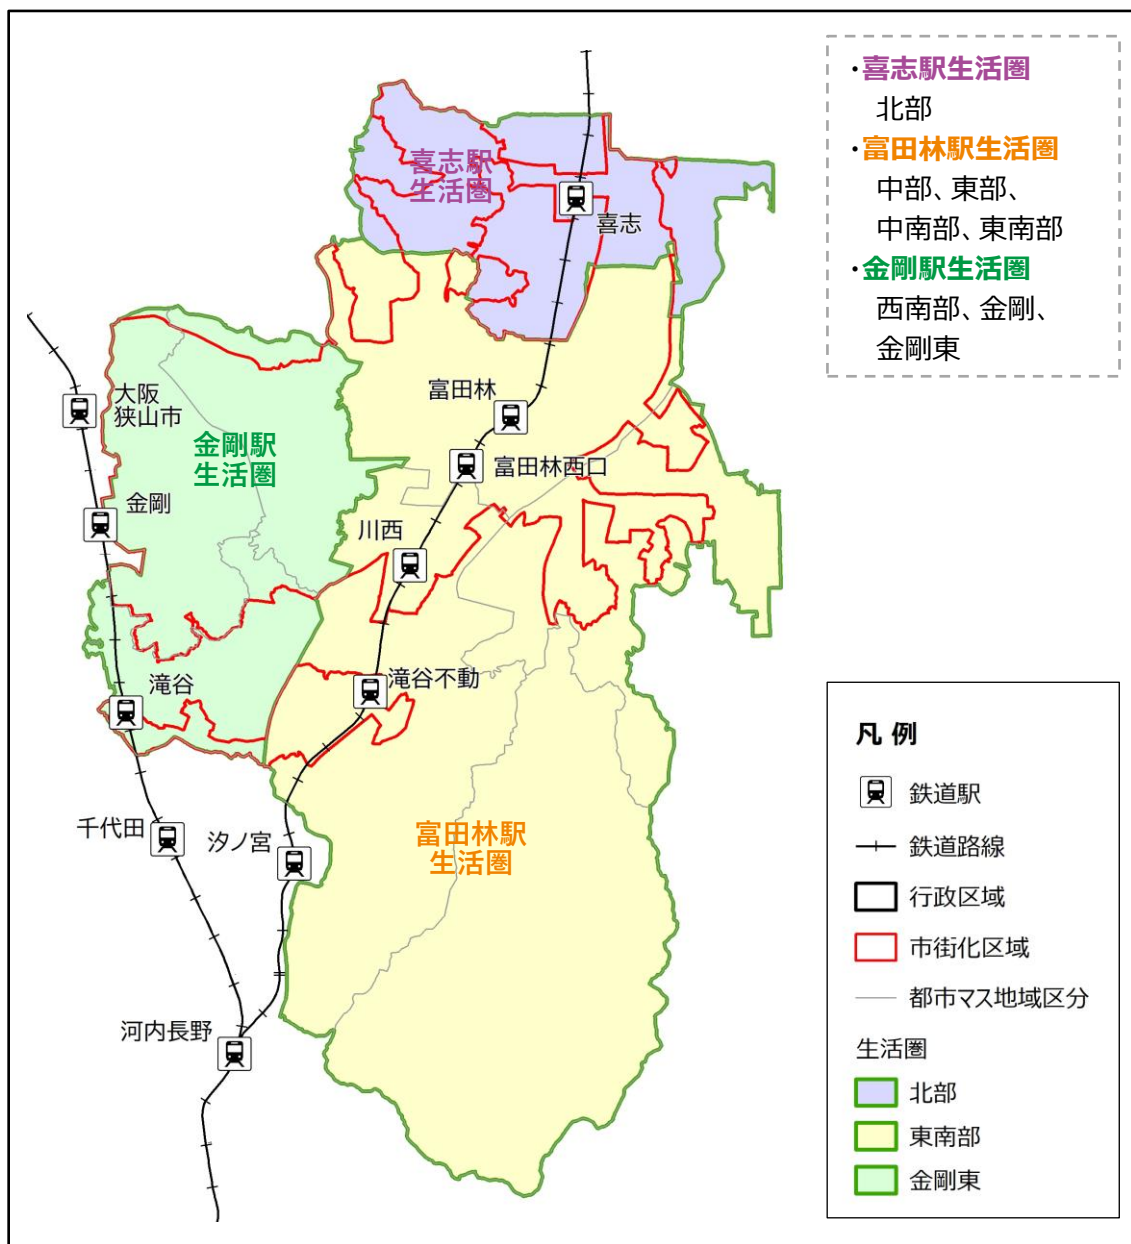 ・喜志駅生活圏
北部
・富田林駅生活圏
中部、東部、
中南部、東南部
・金剛駅生活圏
西南部、金剛、
金剛東
喜志駅
生活圏
喜志
大阪
狭山市
富田林
金剛駅
生活圏
富田林西口
金剛
川西
滝谷
滝谷不動
千代田
汐ノ宮
富田林駅
生活圏
河内長野
凡例
鉄道駅
鉄道路線
行政区域
市街化区域
都市マス地域区分
生活圏
北部
東南部
金剛東